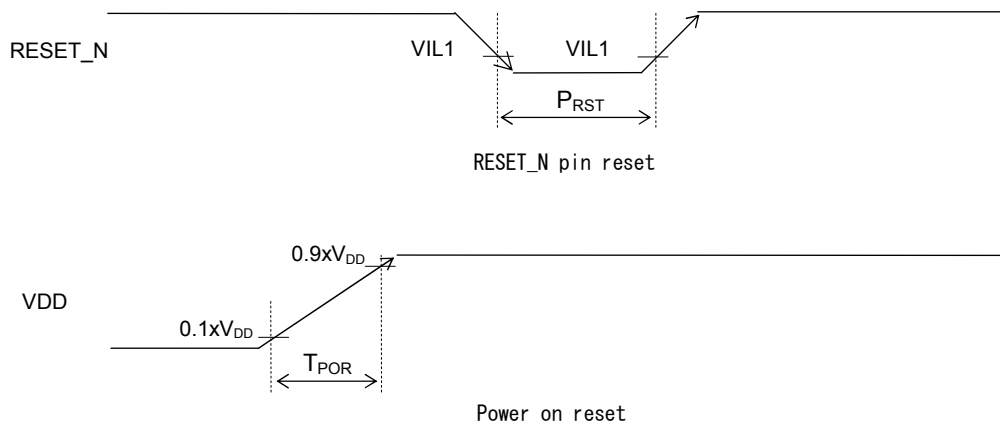 RESET_N
VIL1
VIL1
PRST
RESET_N pin reset
0.9xVDD
VDD
0.1xVDD
TPOR
Power on reset